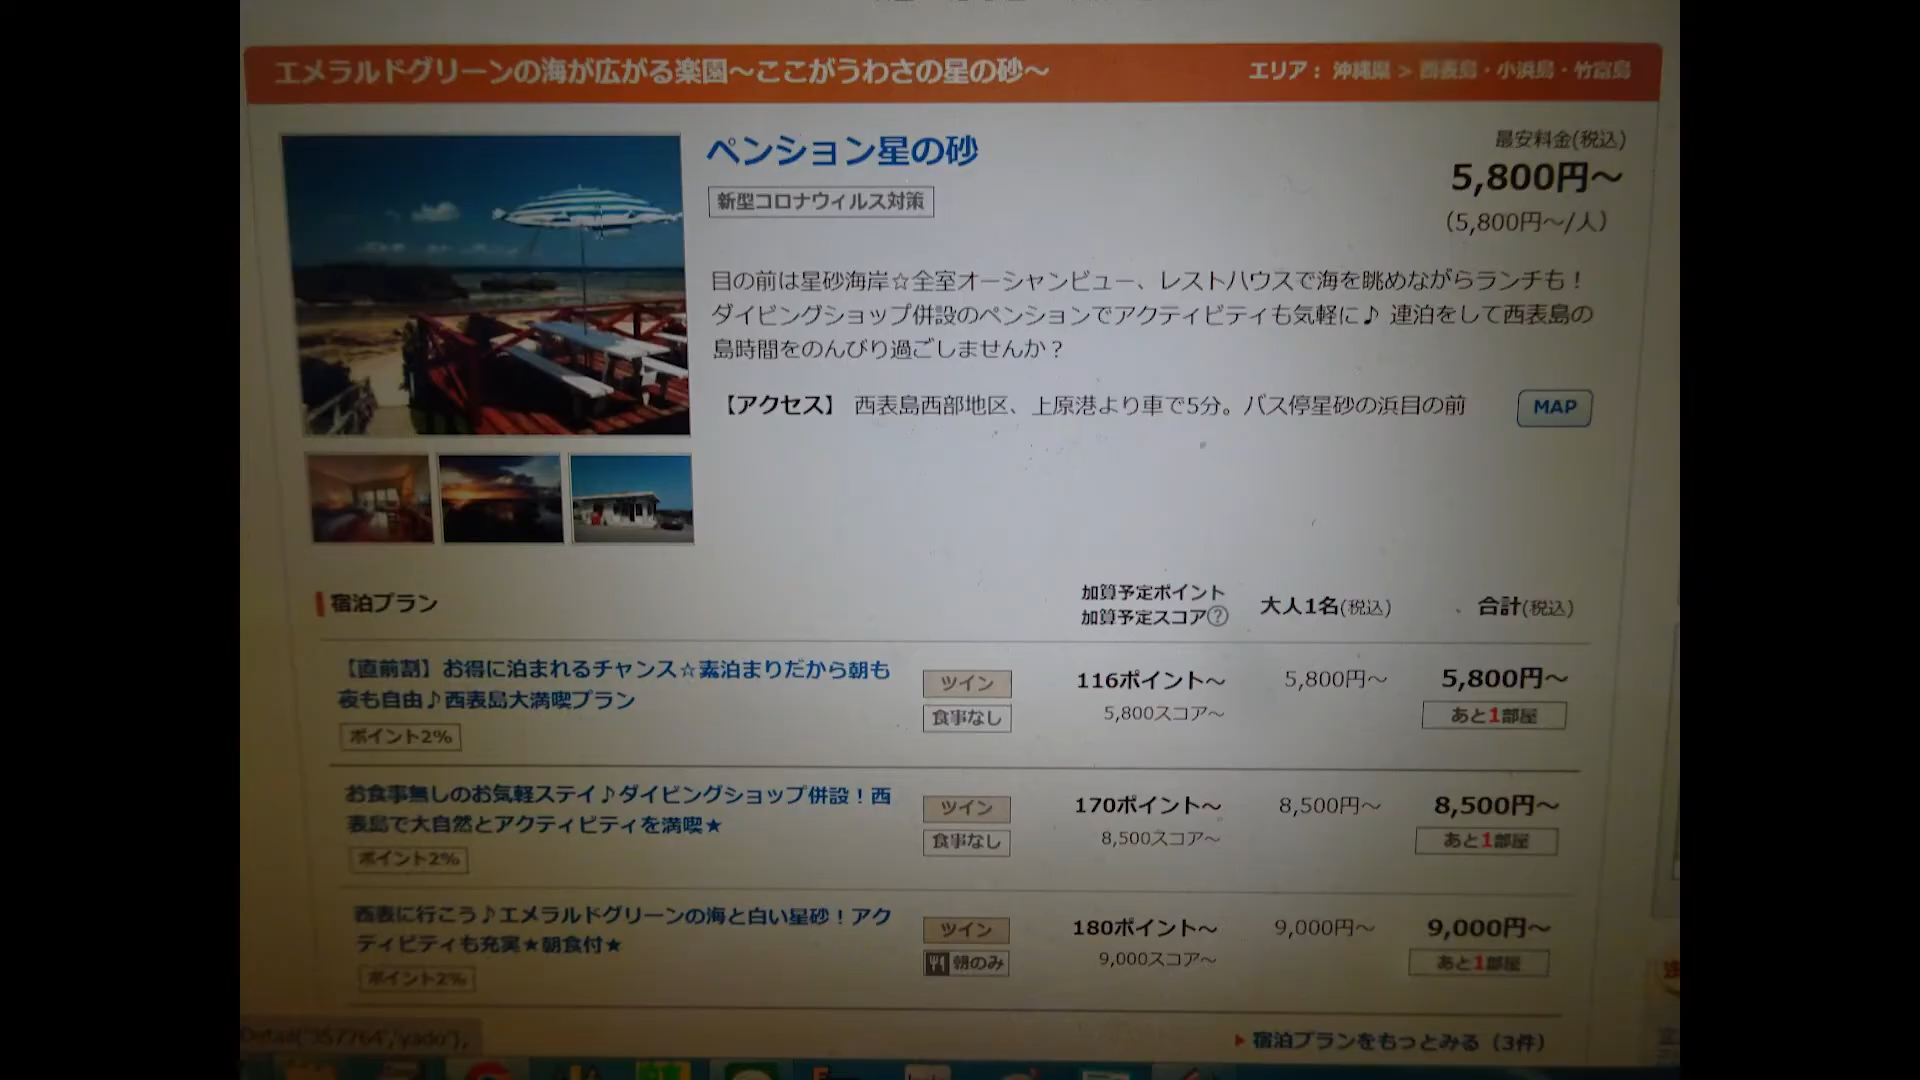 エメラルドグリーンの海が広がる楽園～ここがうわさの星の砂～
エリア： 沖縄県 > 西表島・小浜島・竹富島
ペンション星の砂
新型コロナウィルス対策
最安料金(税込)
5,800円～
(5,800円～/人)
目の前は星砂海岸☆全室オーシャンビュー、レストハウスで海を眺めながらランチも！
ダイビングショップ併設のペンションでアクティビティも気軽に♪ 連泊をして西表島の
島時間をのんびり過ごしませんか？
【アクセス】 西表島西部地区、上原港より車で5分。バス停星砂の浜目の前
MAP
宿泊プラン
加算予定ポイント
加算予定スコア?
大人1名(税込)
合計(税込)
【直前割】お得に泊まれるチャンス☆素泊まりだから朝も
夜も自由♪西表島大満喫プラン
ポイント2%
ツイン
食事なし
116ポイント～
5,800スコア～
5,800円～
5,800円～
あと1部屋
お食事無しのお気軽ステイ♪ダイビングショップ併設！西
表島で大自然とアクティビティを満喫★
ポイント2%
ツイン
食事なし
170ポイント～
8,500スコア～
8,500円～
8,500円～
あと1部屋
西表に行こう♪エメラルドグリーンの海と白い星砂！アク
ティビティも充実★朝食付★
ポイント2%
ツイン
朝のみ
180ポイント～
9,000スコア～
9,000円～
9,000円～
あと1部屋
宿泊プランをもっとみる（3件）
Detail('357764','yado');